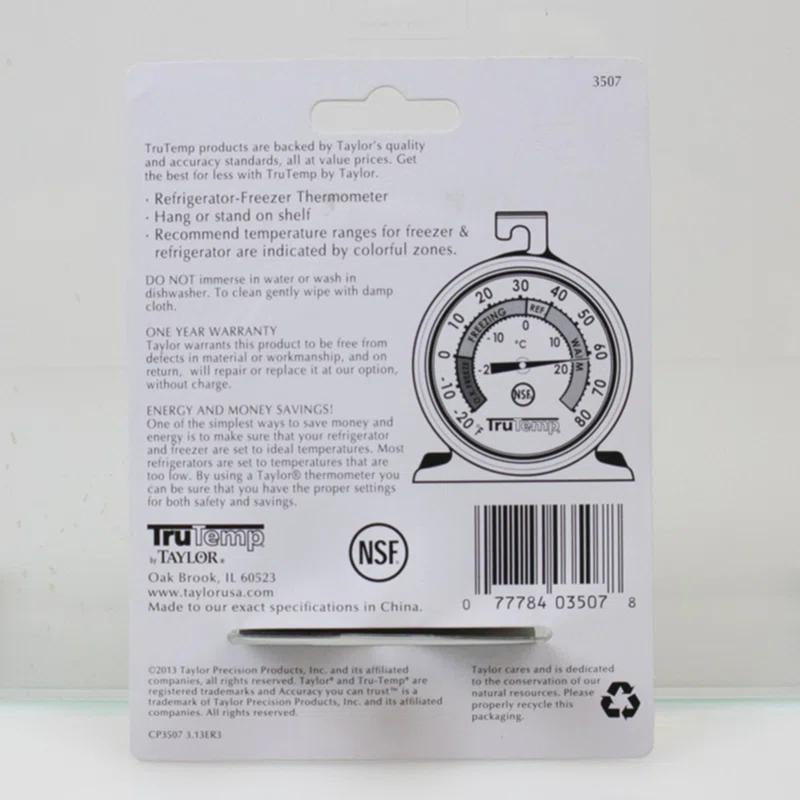 3507
TruTemp products are backed by Taylor's quality
and accuracy standards, all at value prices. Get
the best for less with TruTemp by Taylor.
· Refrigerator-Freezer Thermometer
· Hang or stand on shelf
· Recommend temperature ranges for freezer &
refrigerator are indicated by colorful zones.
DO NOT immerse in water or wash in
dishwasher. To clean gently wipe with damp
cloth.
ONE YEAR WARRANTY
Taylor warrants this product to be free from
defects in material or workmanship, and on
return, will repair or replace it at our option,
without charge.
ENERGY AND MONEY SAVINGS!
One of the simplest ways to save money and
energy is to make sure that your refrigerator
and freezer are set to ideal temperatures. Most
refrigerators are set to temperatures that are
too low. By using a Taylor® thermometer you
can be sure that you have the proper settings
for both safety and savings.
-20 -10 0 10 20 30 40 50 60 70 80
°F
FREEZING REF WARM
-10 0 10 20
°C
NSF
TruTemp
TruTemp
by TAYLOR®
Oak Brook, IL 60523
www.taylorusa.com
Made to our exact specifications in China.
NSF
0 77784 03507 8
©2013 Taylor Precision Products, Inc. and its affiliated
companies, all rights reserved. Taylor® and Tru-Temp® are
registered trademarks and Accuracy you can trust™ is a
trademark of Taylor Precision Products, Inc. and its affiliated
companies. All rights reserved.
CP3507 3.13ER3
Taylor cares and is dedicated
to the conservation of our
natural resources. Please
properly recycle this
packaging.